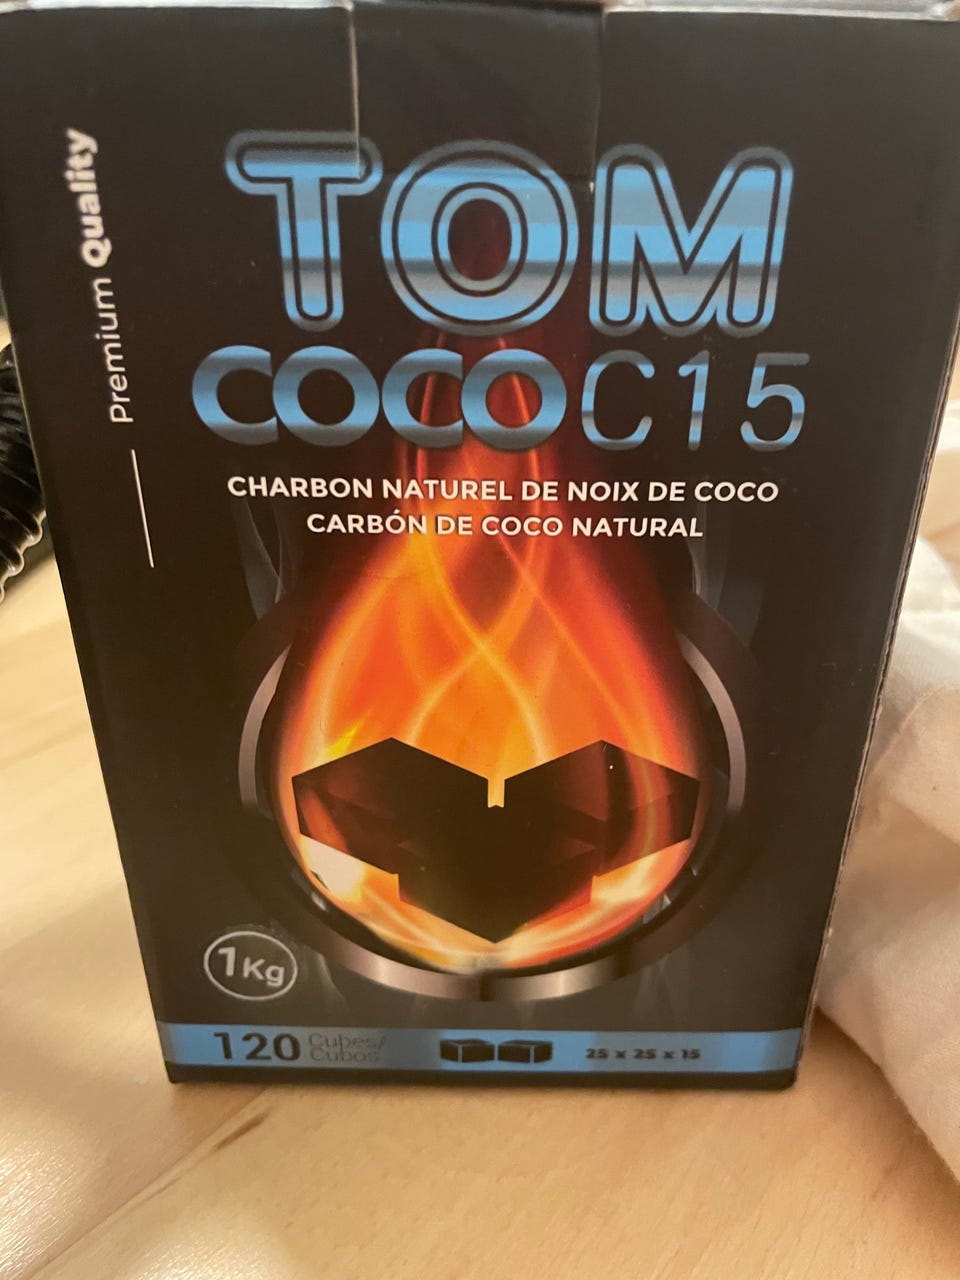 Premium Quality
TOM
COCO C15
CHARBON NATUREL DE NOIX DE COCO
CARBÓN DE COCO NATURAL
1Kg
120 Cubes/
Cubos
25 x 25 x 15